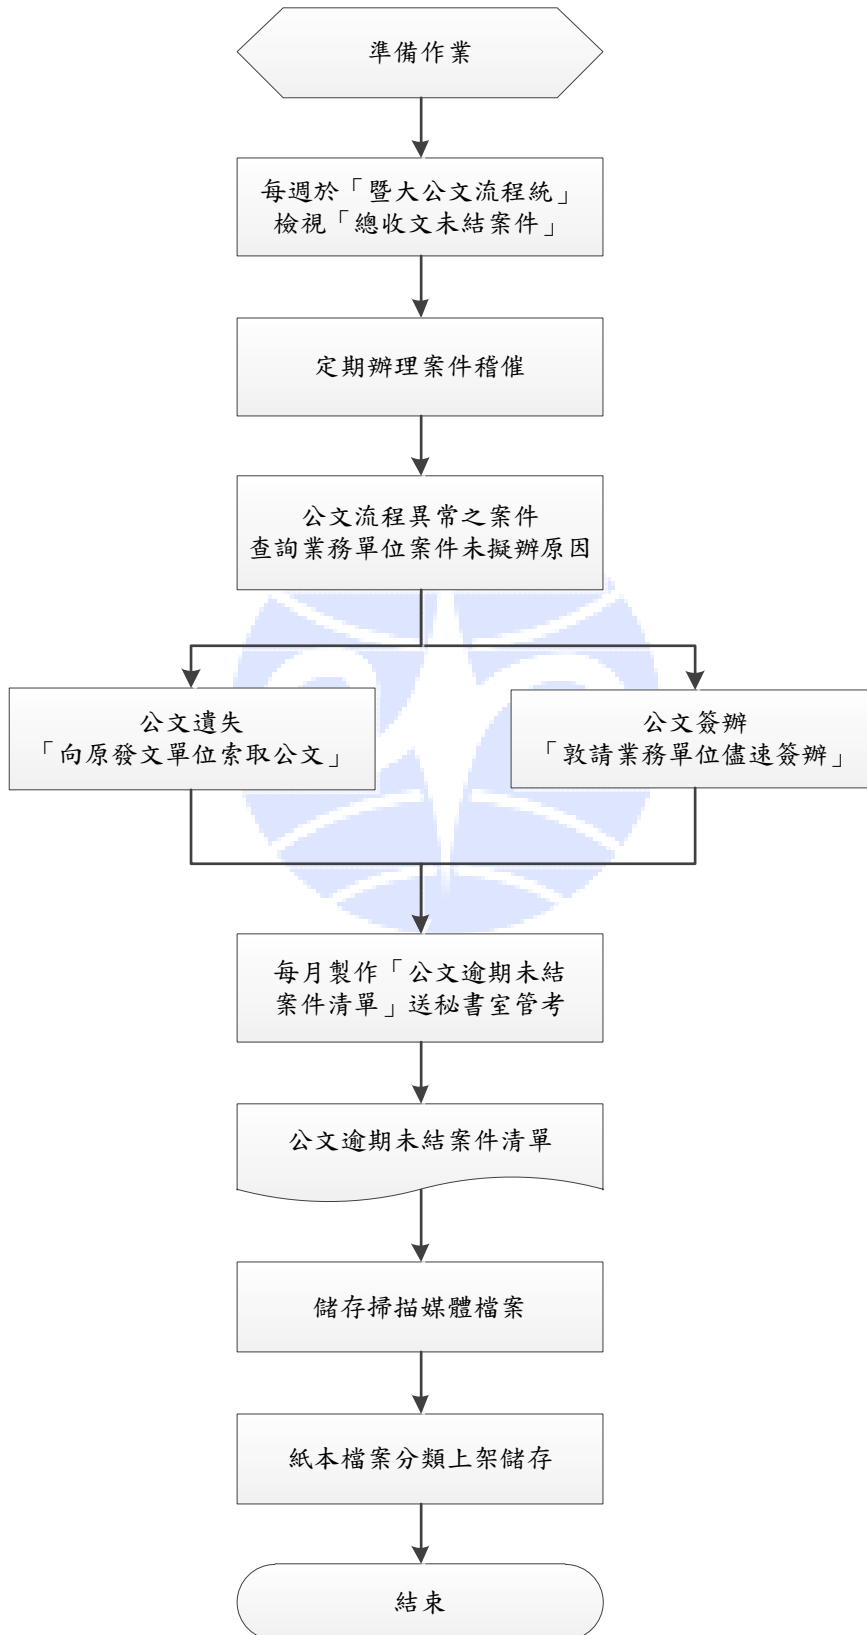 準備作業
每週於「暨大公文流程統」
檢視「總收文未結案件」
定期辦理案件稽催
公文流程異常之案件
查詢業務單位案件未擬辦原因
公文遺失
「向原發文單位索取公文」
公文簽辦
「敦請業務單位儘速簽辦」
每月製作「公文逾期未結
案件清單」送秘書室管考
公文逾期未結案件清單
儲存掃描媒體檔案
紙本檔案分類上架儲存
結束